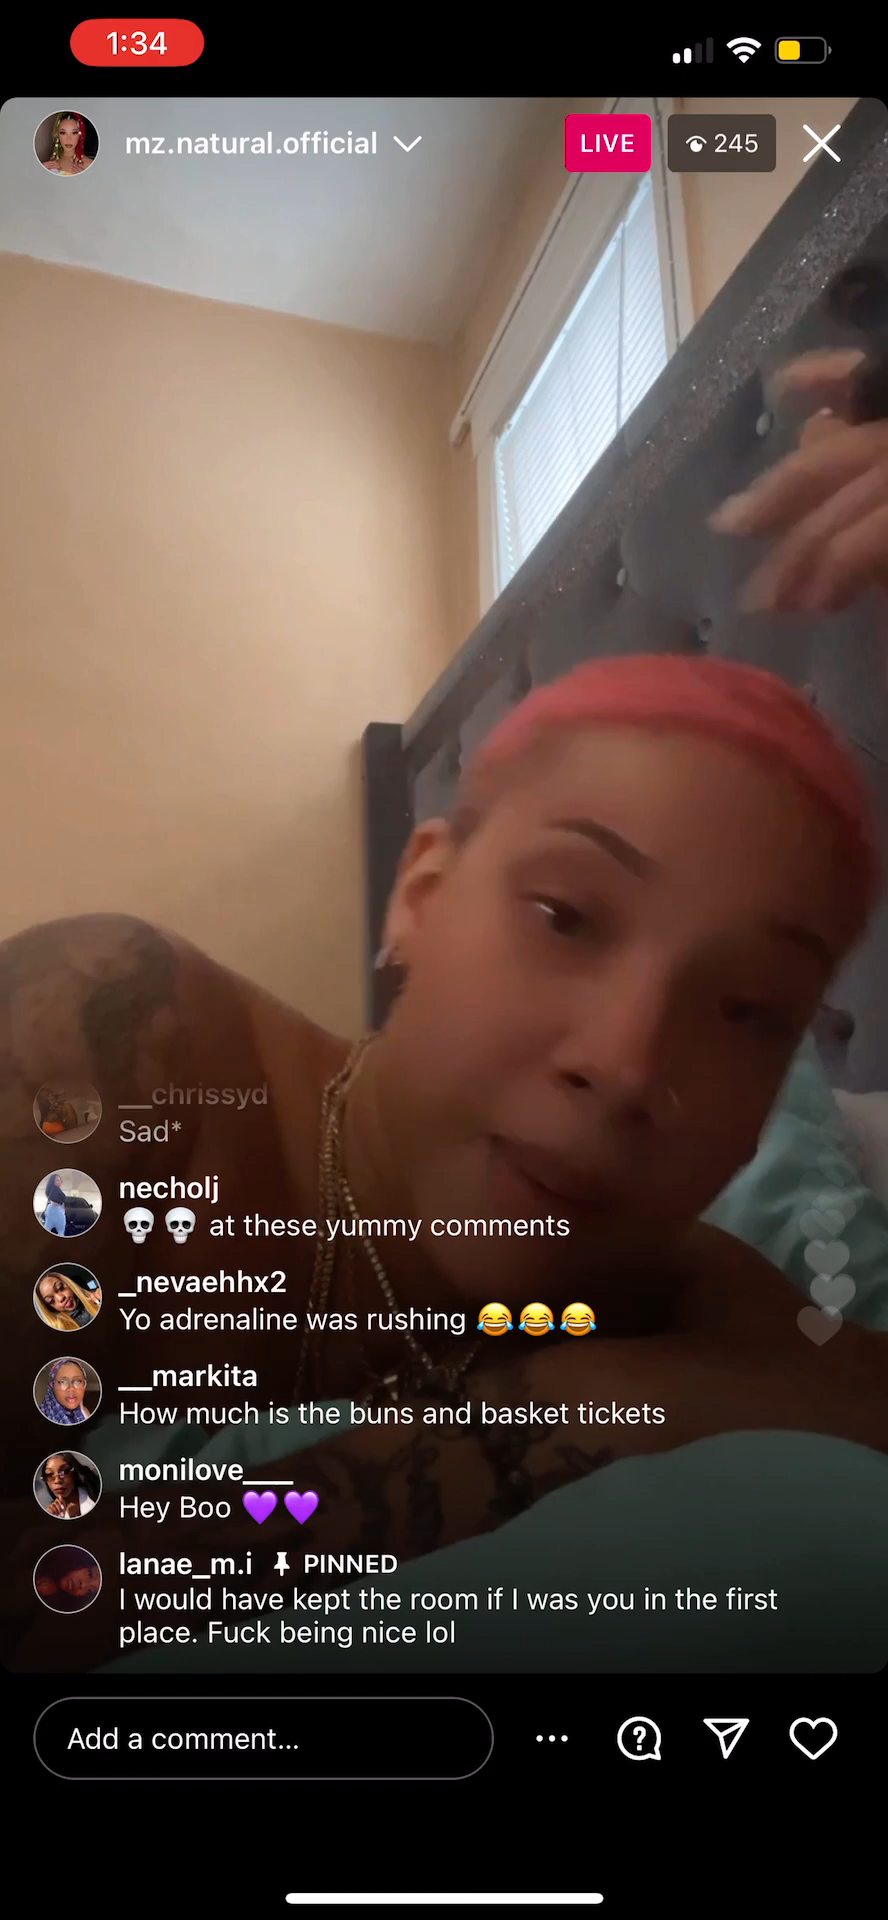 1:34
mz.natural.official
LIVE
245
__chrissyd
Sad*
necholj
💀💀 at these yummy comments
_nevaehhx2
Yo adrenaline was rushing 😂😂😂
__markita
How much is the buns and basket tickets
monilove___
Hey Boo 💜💜
lanae_m.i PINNED
I would have kept the room if I was you in the first
place. Fuck being nice lol
Add a comment...